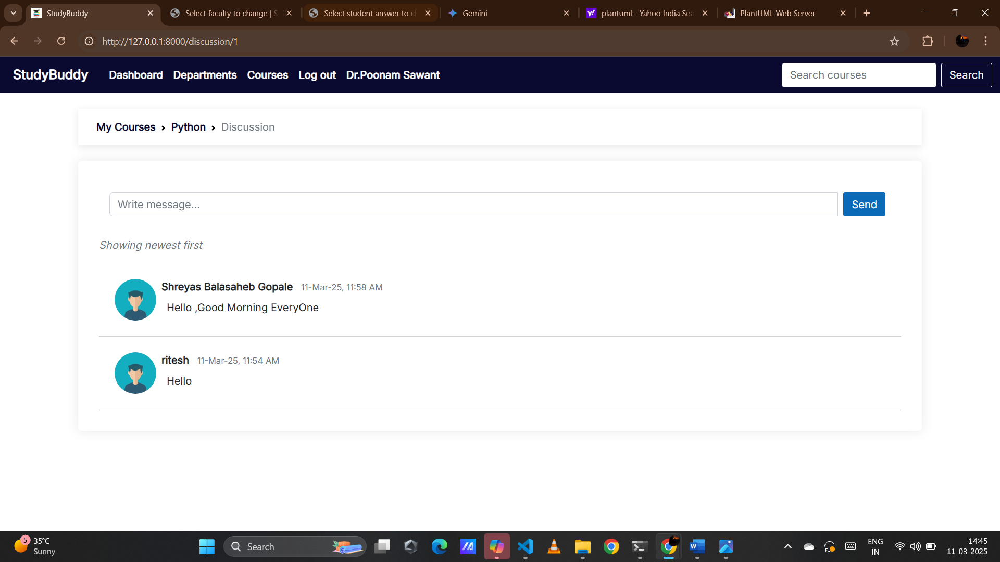 StudyBuddy
Select faculty to change | S
Select student answer to ch
Gemini
plantuml - Yahoo India Sea
PlantUML Web Server
http://127.0.0.1:8000/discussion/1
StudyBuddy Dashboard Departments Courses Log out Dr.Poonam Sawant Search courses Search
My Courses › Python › Discussion
Write message... Send
Showing newest first
Shreyas Balasaheb Gopale 11-Mar-25, 11:58 AM
Hello ,Good Morning EveryOne
ritesh 11-Mar-25, 11:54 AM
Hello
5
35°C
Sunny
Search
ENG
IN
14:45
11-03-2025